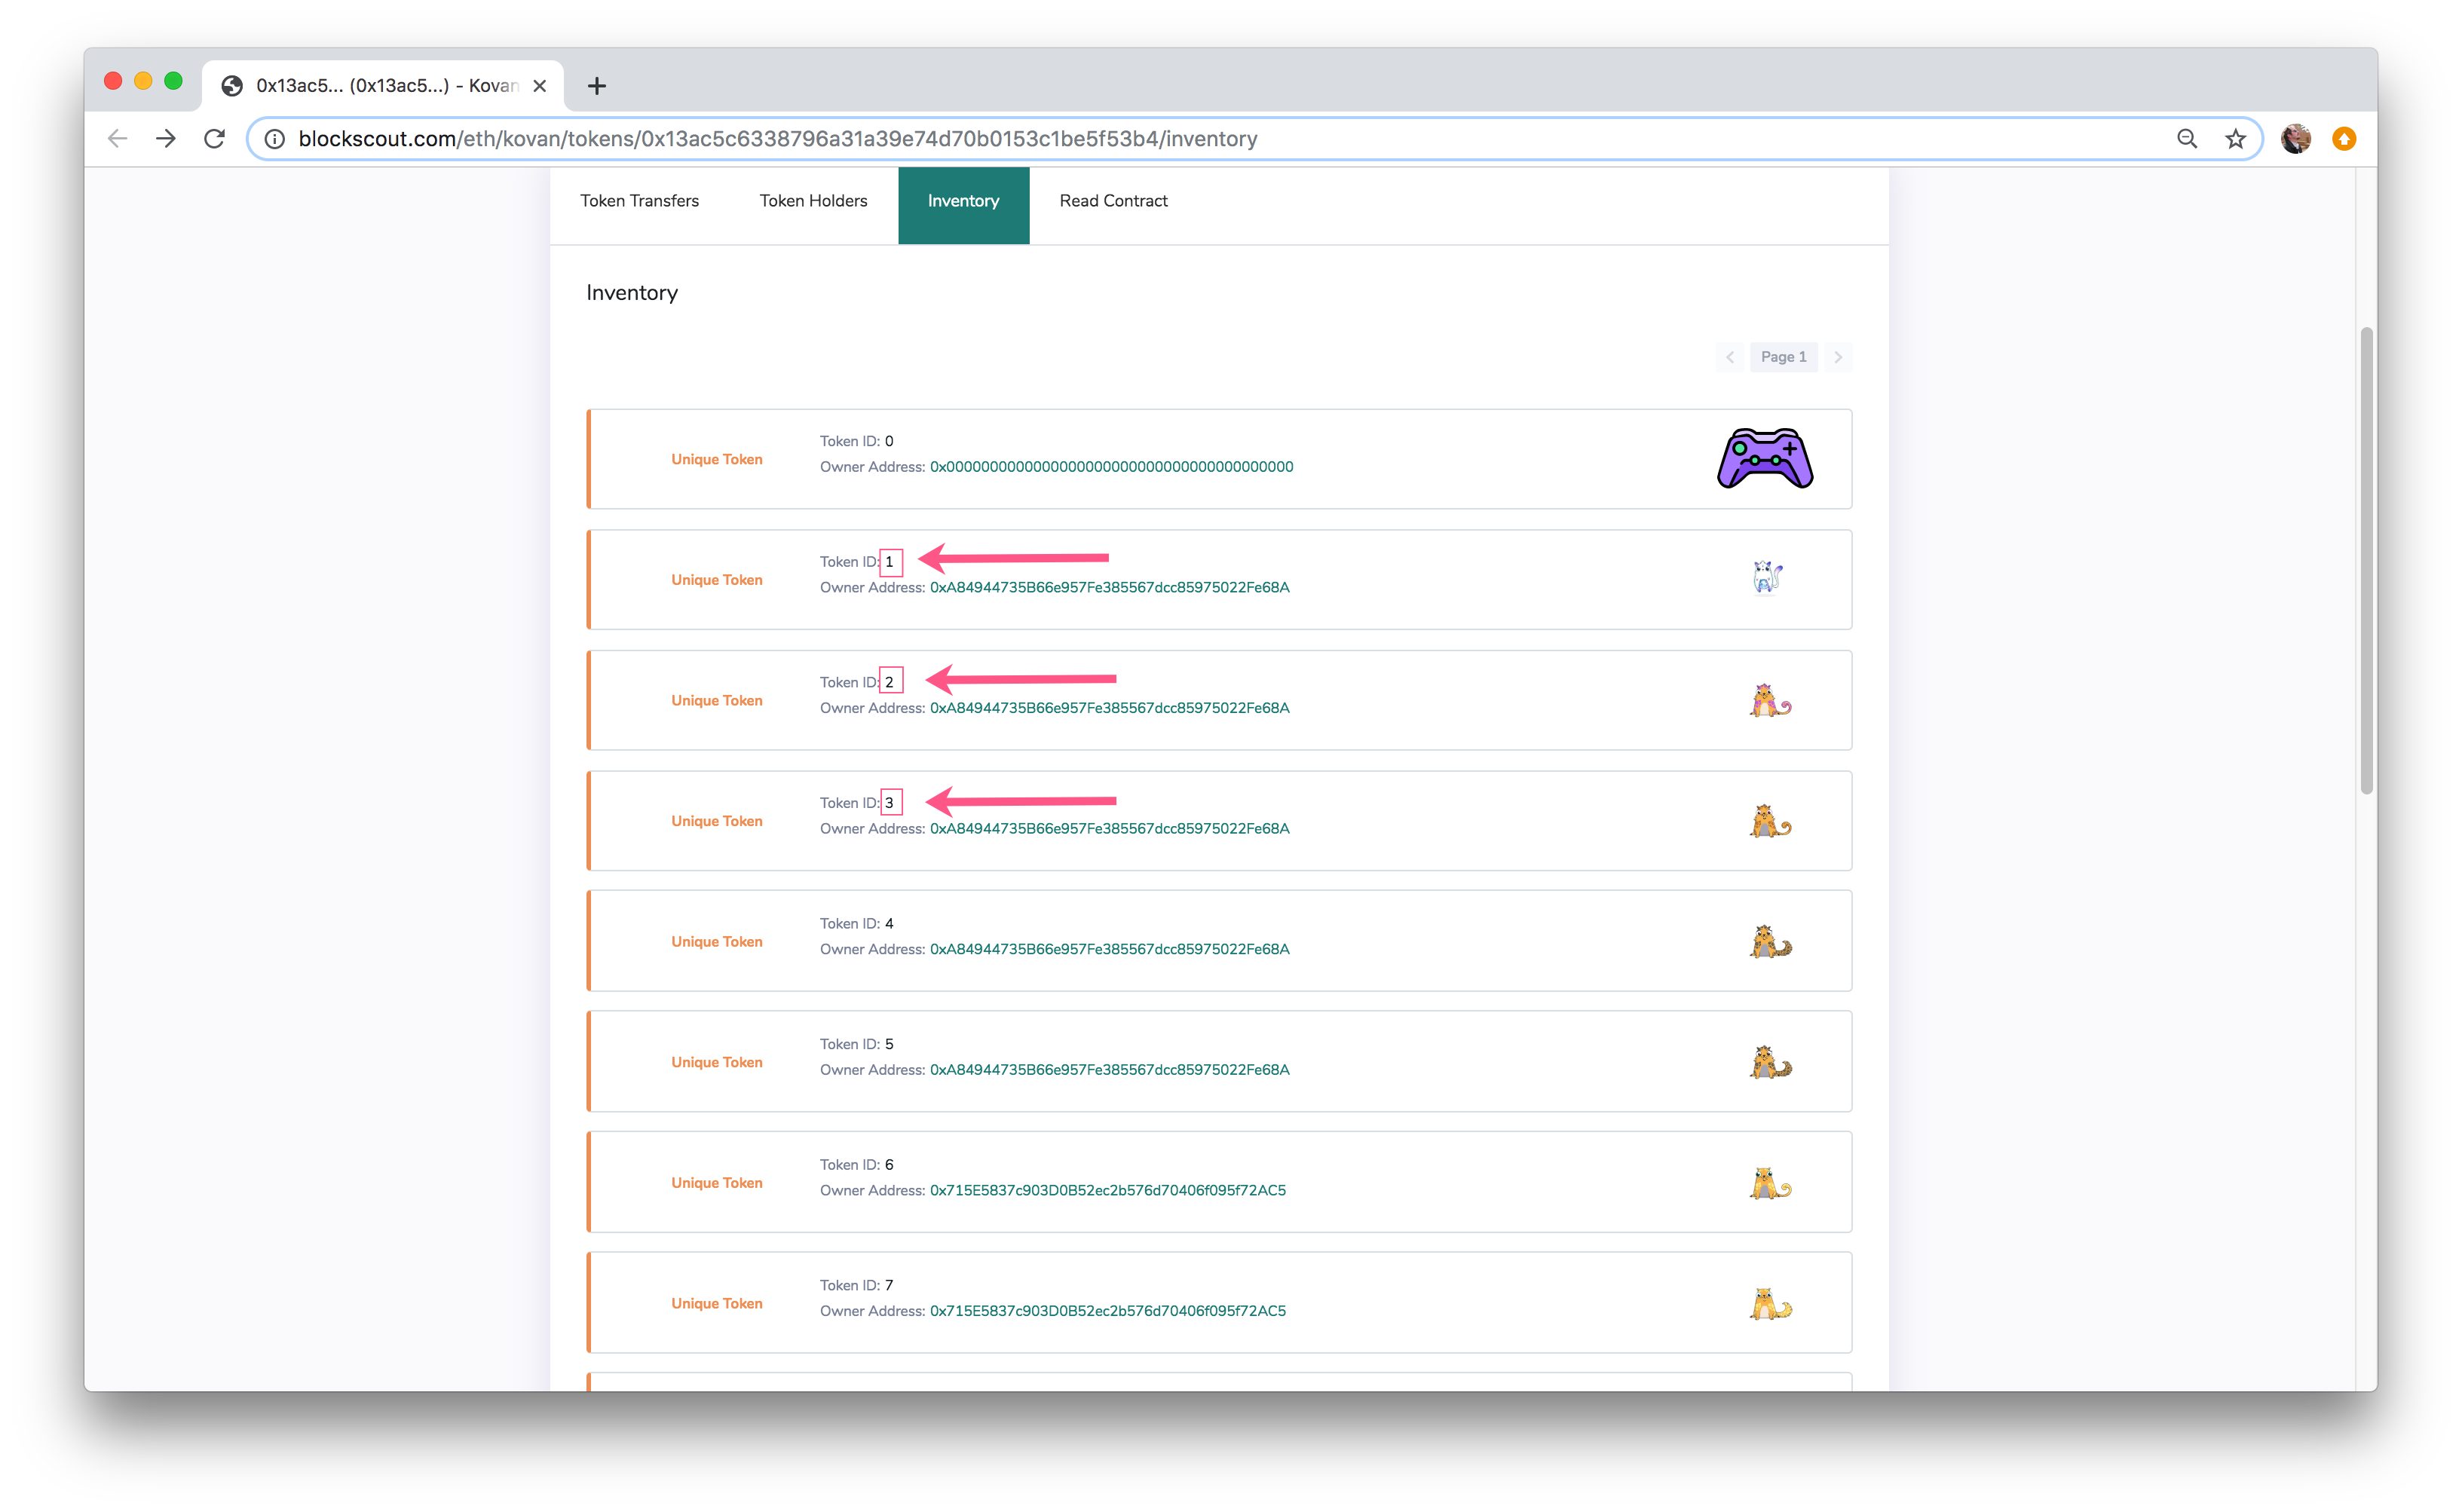 0x13ac5... (0x13ac5...) - Kovan
blockscout.com/eth/kovan/tokens/0x13ac5c6338796a31a39e74d70b0153c1be5f53b4/inventory
Token Transfers Token Holders Inventory Read Contract
Inventory
Page 1
Token ID: 0
Unique Token
Owner Address: 0x0000000000000000000000000000000000000000
Token ID: 1
Unique Token
Owner Address: 0xA84944735B66e957Fe385567dcc85975022Fe68A
Token ID: 2
Unique Token
Owner Address: 0xA84944735B66e957Fe385567dcc85975022Fe68A
Token ID: 3
Unique Token
Owner Address: 0xA84944735B66e957Fe385567dcc85975022Fe68A
Token ID: 4
Unique Token
Owner Address: 0xA84944735B66e957Fe385567dcc85975022Fe68A
Token ID: 5
Unique Token
Owner Address: 0xA84944735B66e957Fe385567dcc85975022Fe68A
Token ID: 6
Unique Token
Owner Address: 0x715E5837c903D0B52ec2b576d70406f095f72AC5
Token ID: 7
Unique Token
Owner Address: 0x715E5837c903D0B52ec2b576d70406f095f72AC5